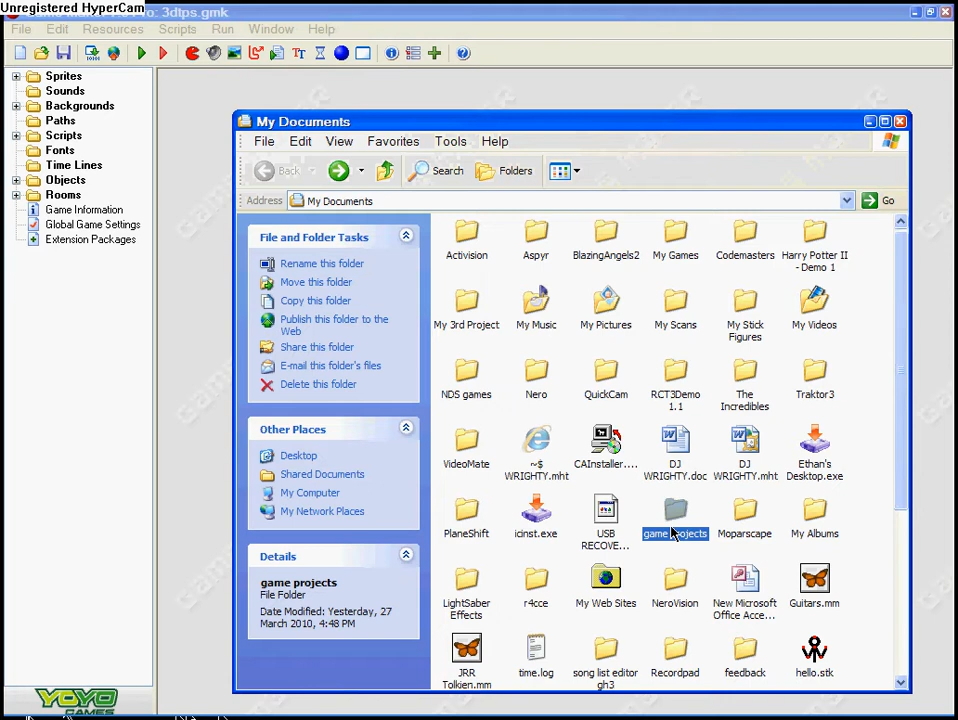 Unregistered HyperCam
Pro: 3dtps.gmk
File Edit Resources Scripts Run Window Help
Sprites
Sounds
Backgrounds
Paths
Scripts
Fonts
Time Lines
Objects
Rooms
Game Information
Global Game Settings
Extension Packages
My Documents
File Edit View Favorites Tools Help
Back Search Folders
Address My Documents Go
File and Folder Tasks
Rename this folder
Move this folder
Copy this folder
Publish this folder to the
Web
Share this folder
E-mail this folder's files
Delete this folder
Other Places
Desktop
Shared Documents
My Computer
My Network Places
Details
game projects
File Folder
Date Modified: Yesterday, 27
March 2010, 4:48 PM
Activision Aspyr BlazingAngels2 My Games Codemasters Harry Potter II
- Demo 1
My 3rd Project My Music My Pictures My Scans My Stick My Videos
Figures
NDS games Nero QuickCam RCT3Demo The Traktor3
1.1 Incredibles
VideoMate ~$ CAInstaller.... DJ DJ Ethan's
WRIGHTY.mht WRIGHTY.doc WRIGHTY.mht Desktop.exe
PlaneShift icinst.exe USB game projects Moparscape My Albums
RECOVE...
LightSaber r4cce My Web Sites NeroVision New Microsoft Guitars.mm
Effects Office Acce...
JRR time.log song list editor Recordpad feedback hello.stk
Tolkien.mm gh3
YOYO
GAMES